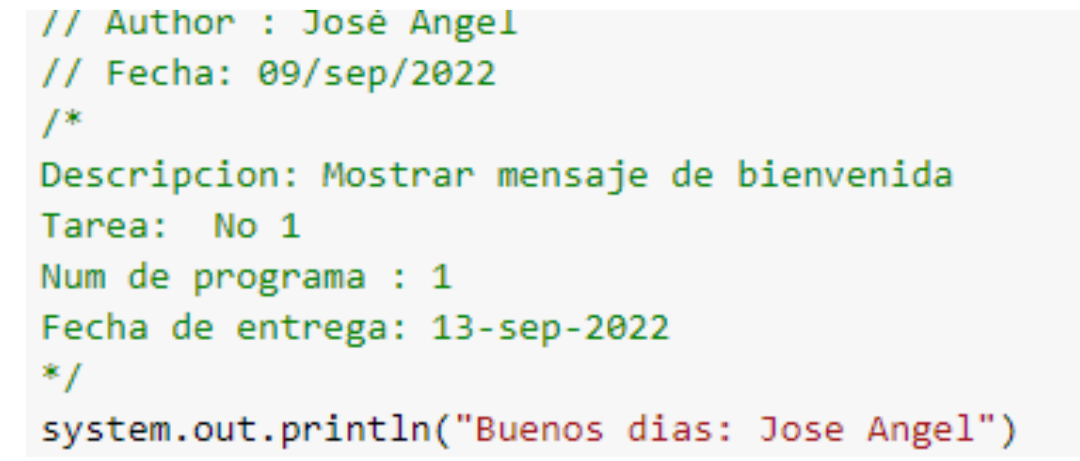 // Author : José Angel
// Fecha: 09/sep/2022
/*
Descripcion: Mostrar mensaje de bienvenida
Tarea:  No 1
Num de programa : 1
Fecha de entrega: 13-sep-2022
*/
system.out.println("Buenos dias: Jose Angel")